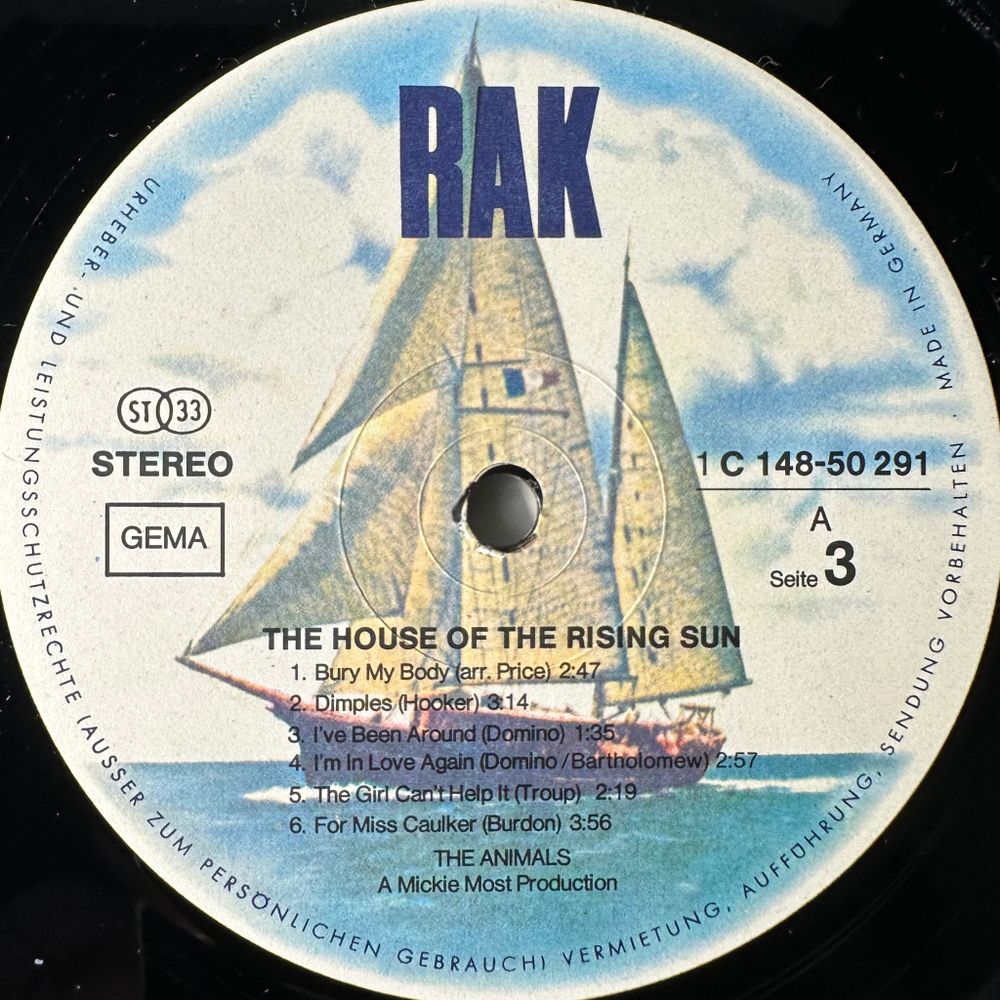 RAK
URHEBER- UND LEISTUNGSSCHUTZRECHTE (AUSSER ZUM PERSÖNLICHEN GEBRAUCH) VERMIETUNG, AUFFÜHRUNG, SENDUNG VORBEHALTEN · MADE IN GERMANY
ST 33
STEREO
GEMA
1 C 148-50 291
A
Seite 3
THE HOUSE OF THE RISING SUN
1. Bury My Body (arr. Price) 2:47
2. Dimples (Hooker) 3:14
3. I've Been Around (Domino) 1:35
4. I'm In Love Again (Domino/Bartholomew) 2:57
5. The Girl Can't Help It (Troup) 2:19
6. For Miss Caulker (Burdon) 3:56
THE ANIMALS
A Mickie Most Production